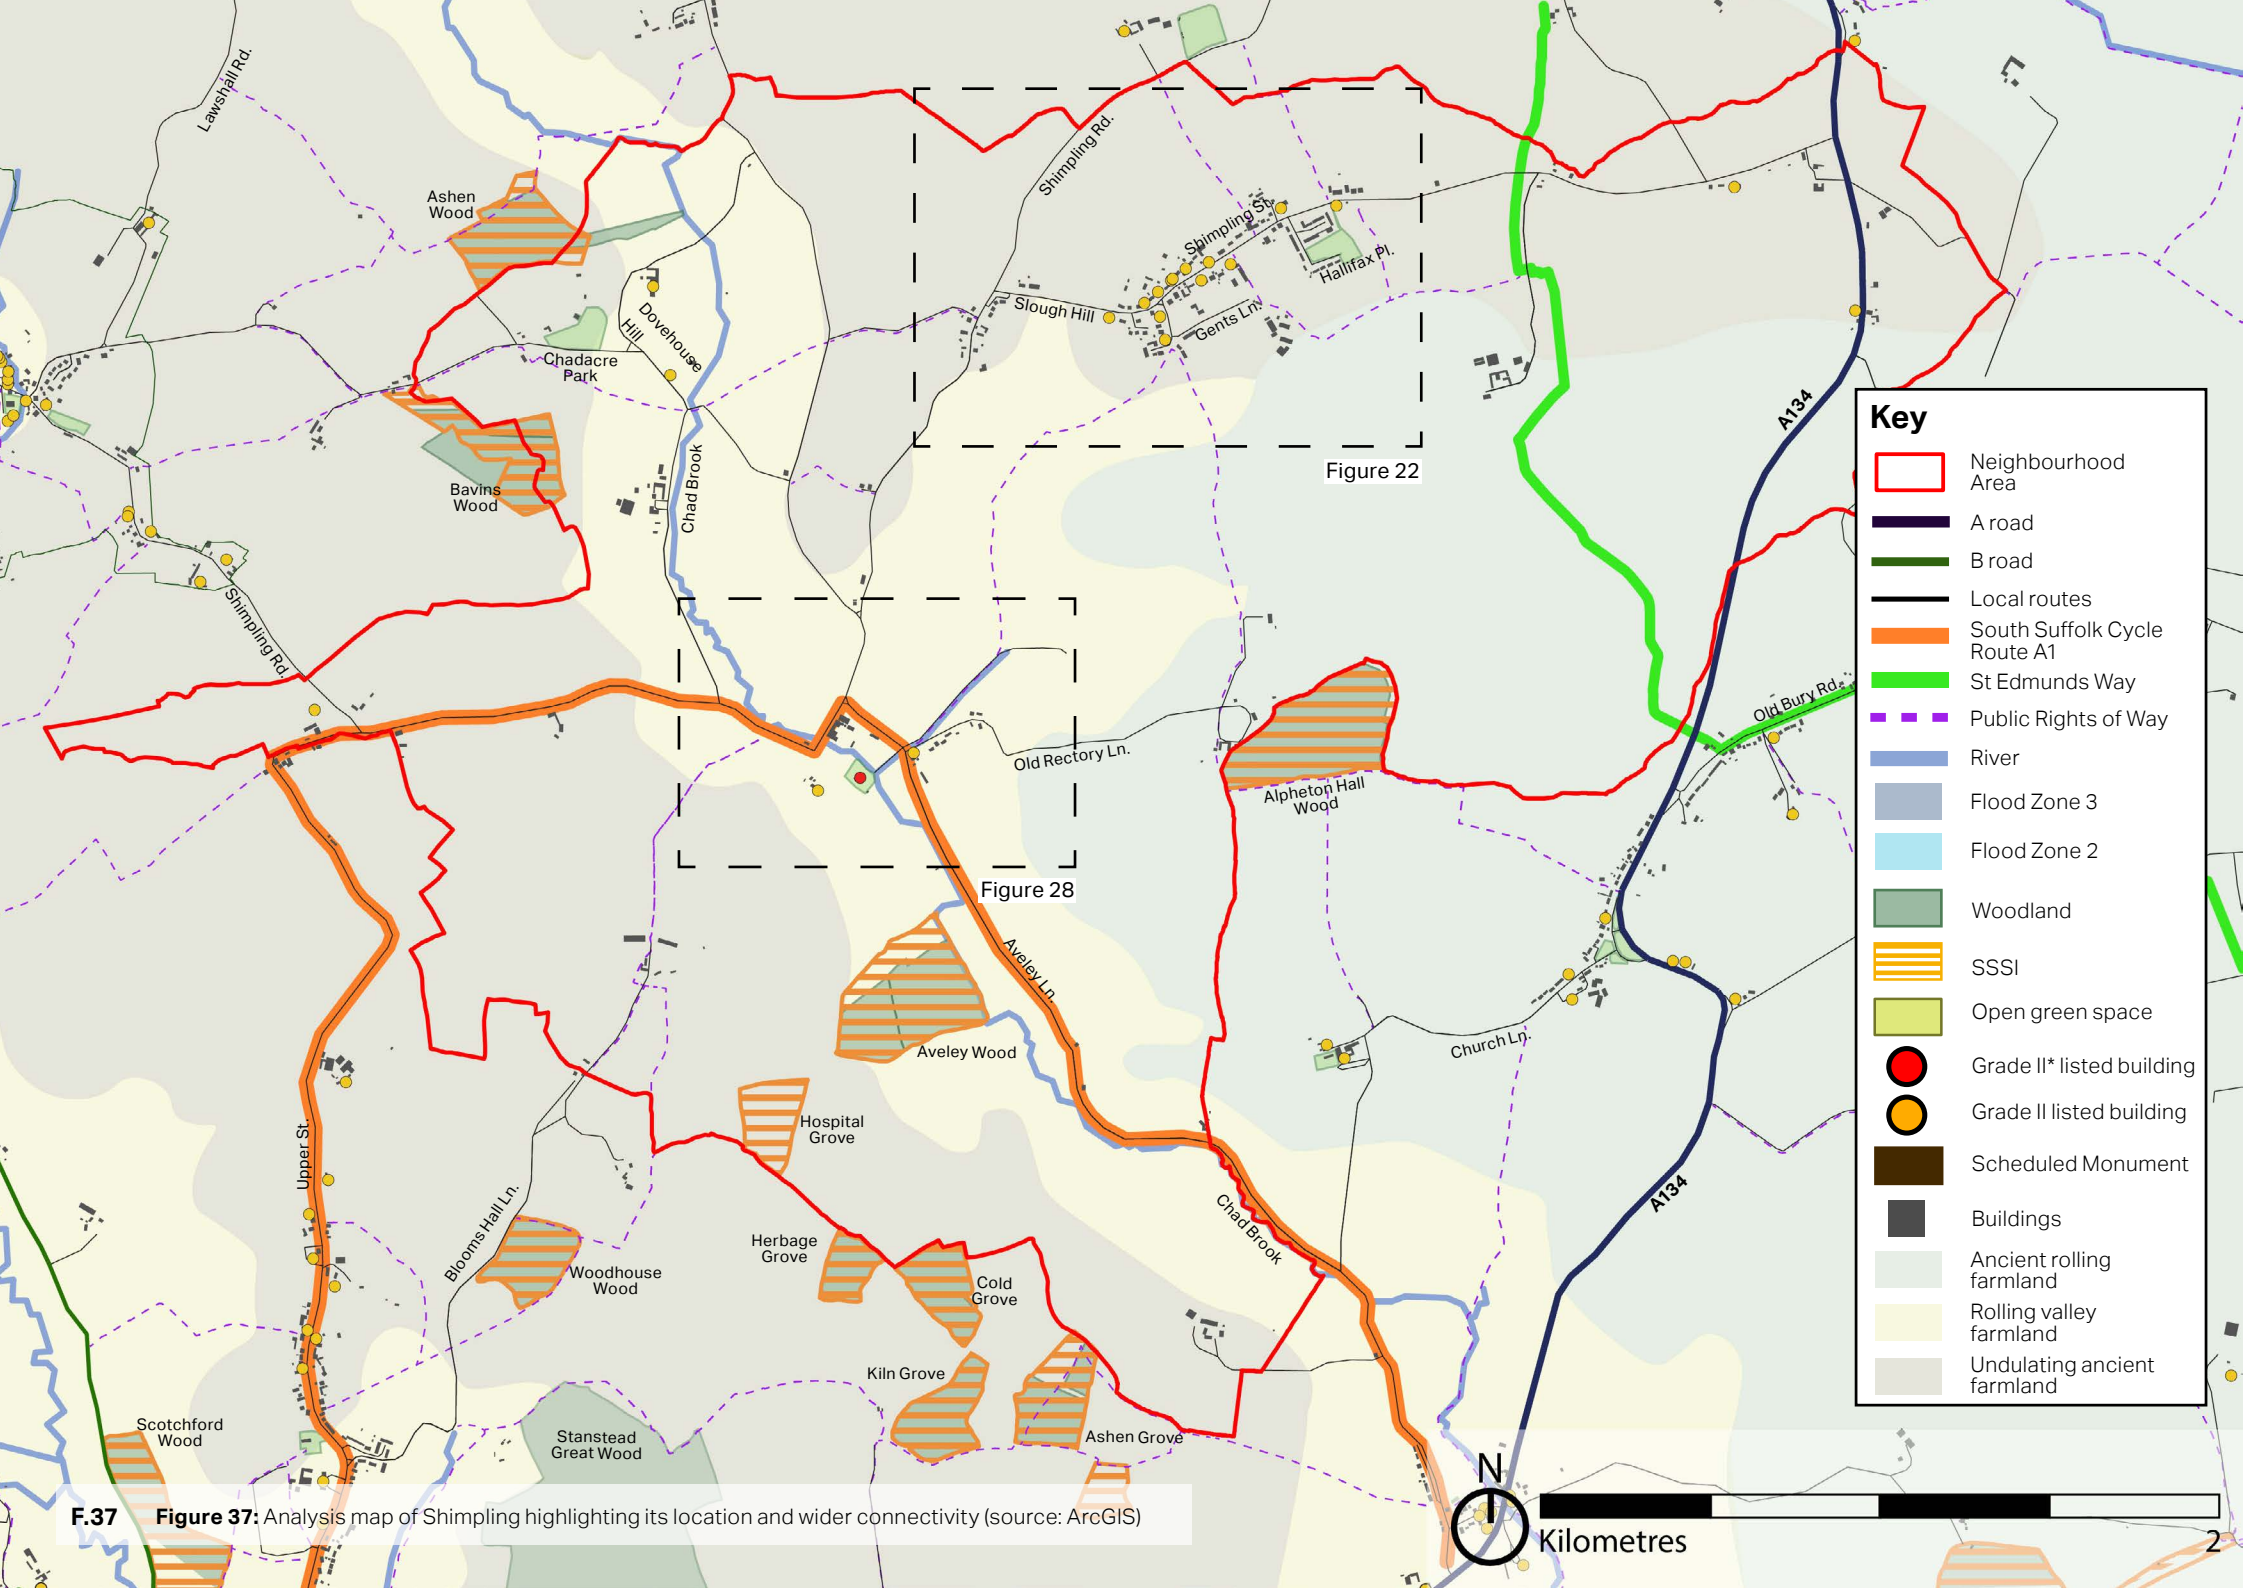 Lawshall Rd.
Ashen
Wood
Shimpling Rd.
Shimpling St.
Hallifax Pl.
Slough Hill
Gents Ln.
Dovehouse
Hill
Chadacre
Park
A134
Figure 22
Bavins
Wood
Chad Brook
Shimpling Rd.
Old Bury Rd.
Old Rectory Ln.
Alpheton Hall
Wood
Figure 28
Aveley Ln.
Aveley Wood
Church Ln.
Hospital
Grove
Upper St.
Blooms Hall Ln.
Chad Brook
A134
Herbage
Grove
Woodhouse
Wood
Cold
Grove
Kiln Grove
Ashen Grove
Scotchford
Wood
Stanstead
Great Wood
Key
Neighbourhood
Area
A road
B road
Local routes
South Suffolk Cycle
Route A1
St Edmunds Way
Public Rights of Way
River
Flood Zone 3
Flood Zone 2
Woodland
SSSI
Open green space
Grade II* listed building
Grade II listed building
Scheduled Monument
Buildings
Ancient rolling
farmland
Rolling valley
farmland
Undulating ancient
farmland
N
Kilometres
2
F.37 Figure 37: Analysis map of Shimpling highlighting its location and wider connectivity (source: ArcGIS)